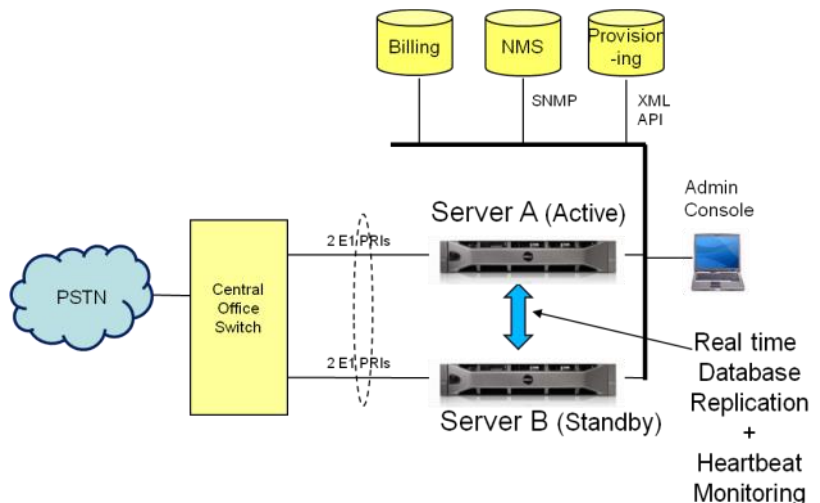 Billing
NMS
Provision
-ing
SNMP
XML
API
Admin
Console
Server A (Active)
2 E1 PRIs
PSTN
Central
Office
Switch
2 E1 PRIs
Server B (Standby)
Real time
Database
Replication
+
Heartbeat
Monitoring